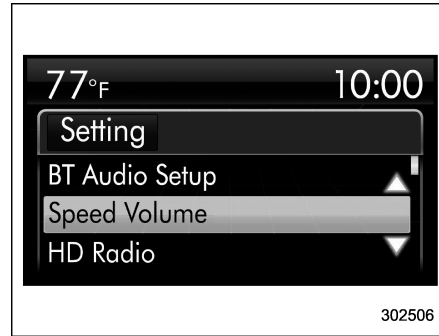 77°F 10:00
Setting
BT Audio Setup
Speed Volume
HD Radio
302506